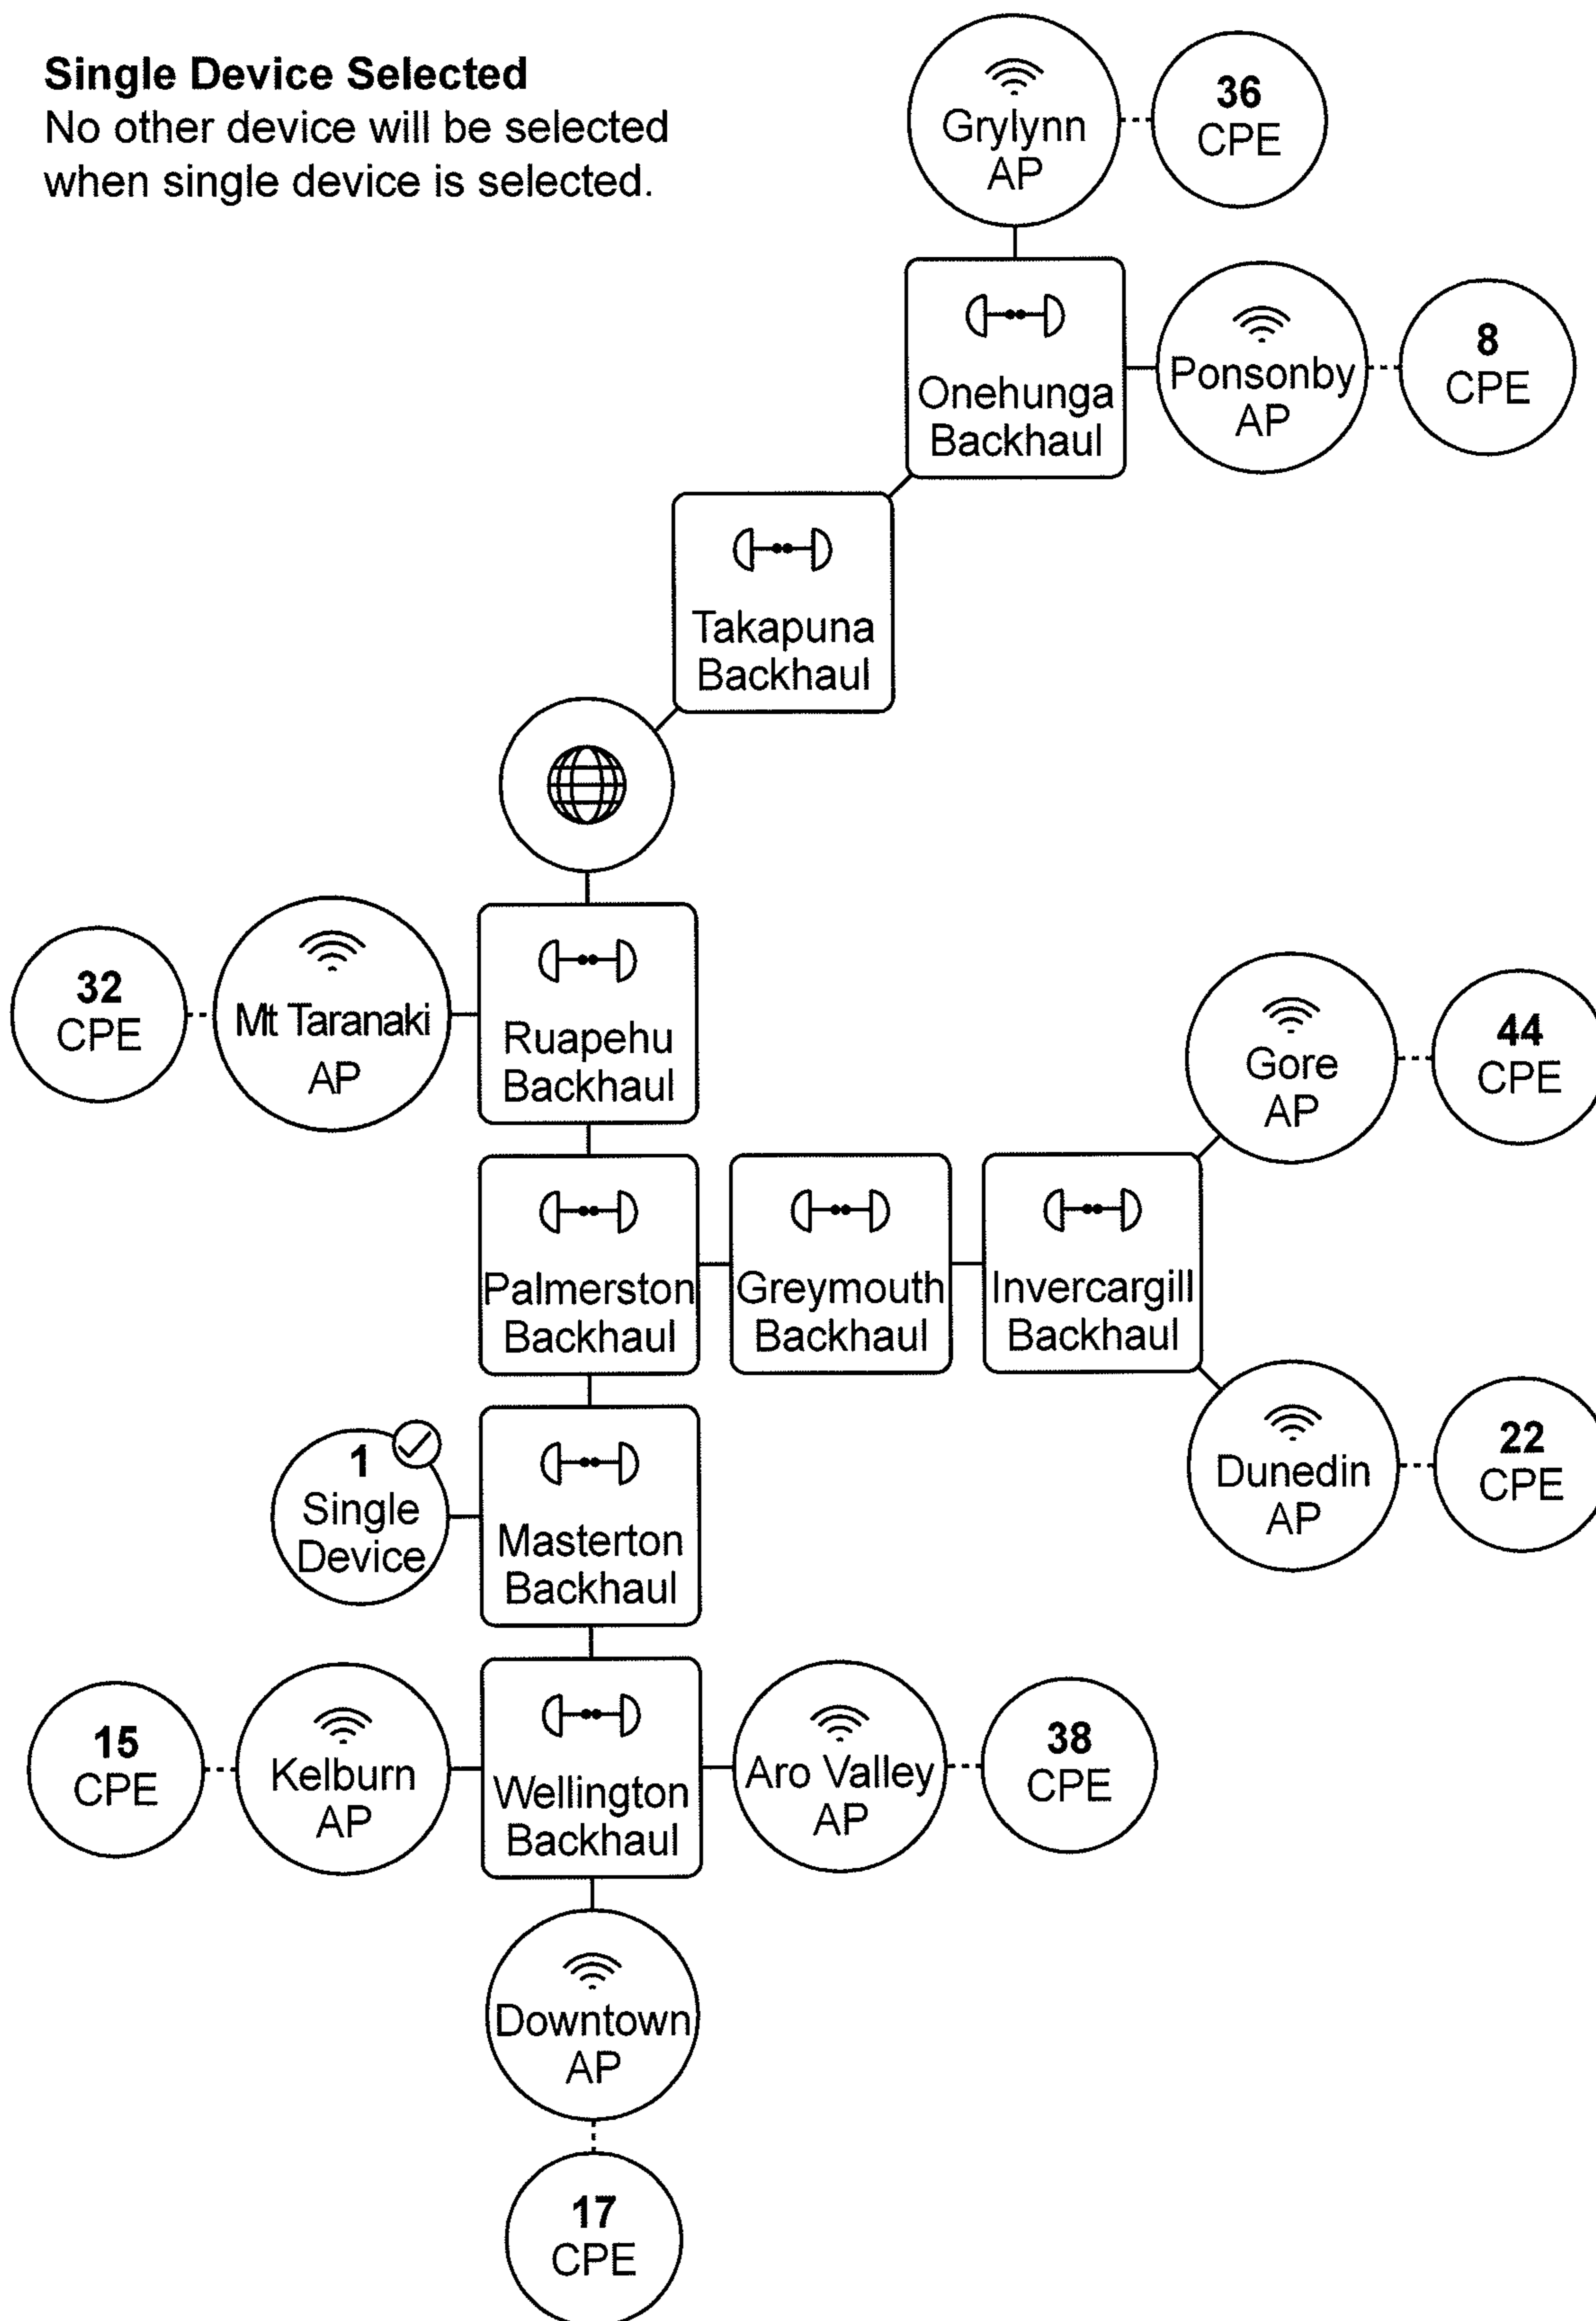 Single Device Selected
No other device will be selected
when single device is selected.
Grylynn
AP
36
CPE
Onehunga
Backhaul
Ponsonby
AP
8
CPE
Takapuna
Backhaul
32
CPE
Mt Taranaki
AP
Ruapehu
Backhaul
Gore
AP
44
CPE
Palmerston
Backhaul
Greymouth
Backhaul
Invercargill
Backhaul
1
Single
Device
Masterton
Backhaul
Dunedin
AP
22
CPE
15
CPE
Kelburn
AP
Wellington
Backhaul
Aro Valley
AP
38
CPE
Downtown
AP
17
CPE